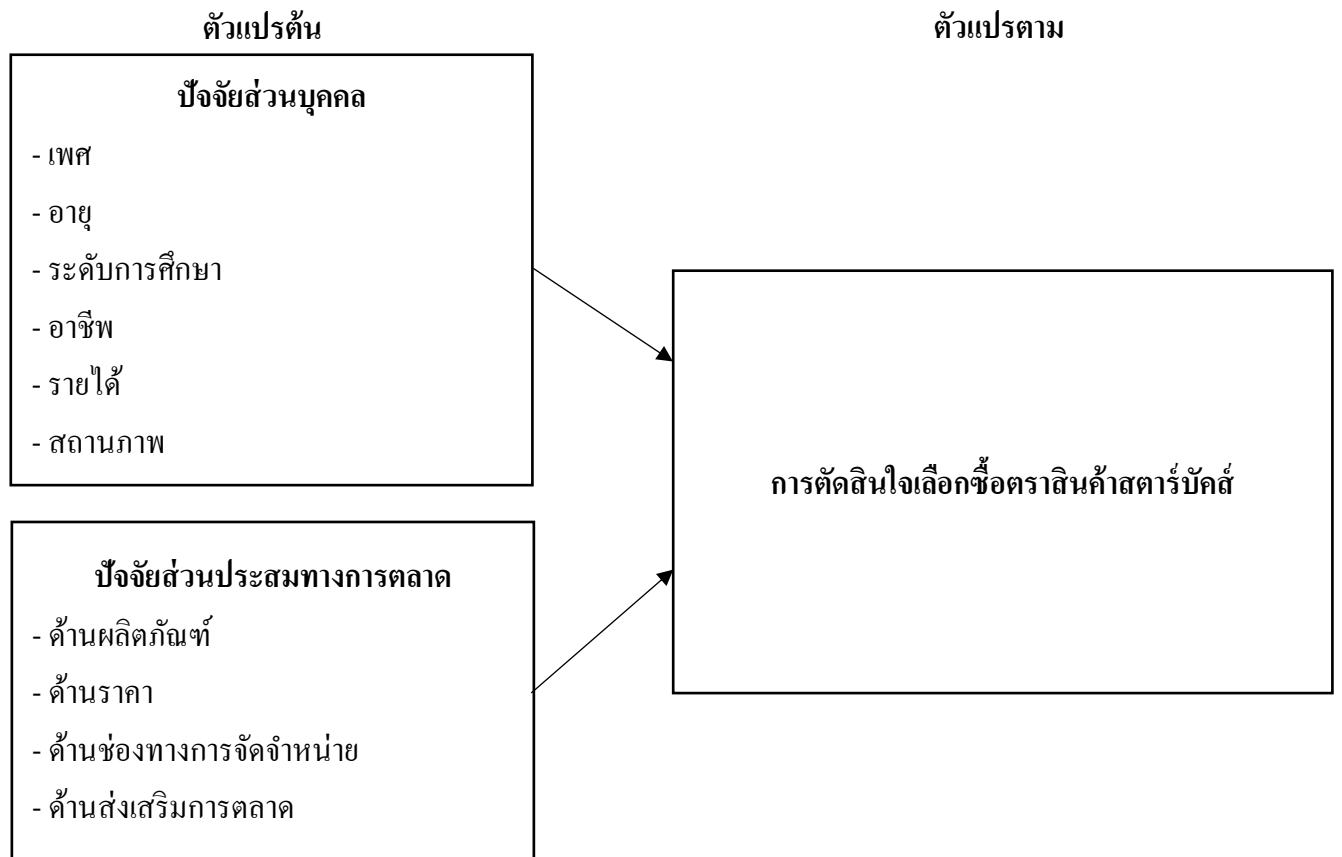 ตัวแปรต้น
ตัวแปรตาม
ปัจจัยส่วนบุคคล
- เพศ
- อายุ
- ระดับการศึกษา
- อาชีพ
- รายได้
- สถานภาพ
การตัดสินใจเลือกซื้อตราสินค้าสตาร์บัคส์
ปัจจัยส่วนประสมทางการตลาด
- ด้านผลิตภัณฑ์
- ด้านราคา
- ด้านช่องทางการจัดจำหน่าย
- ด้านส่งเสริมการตลาด